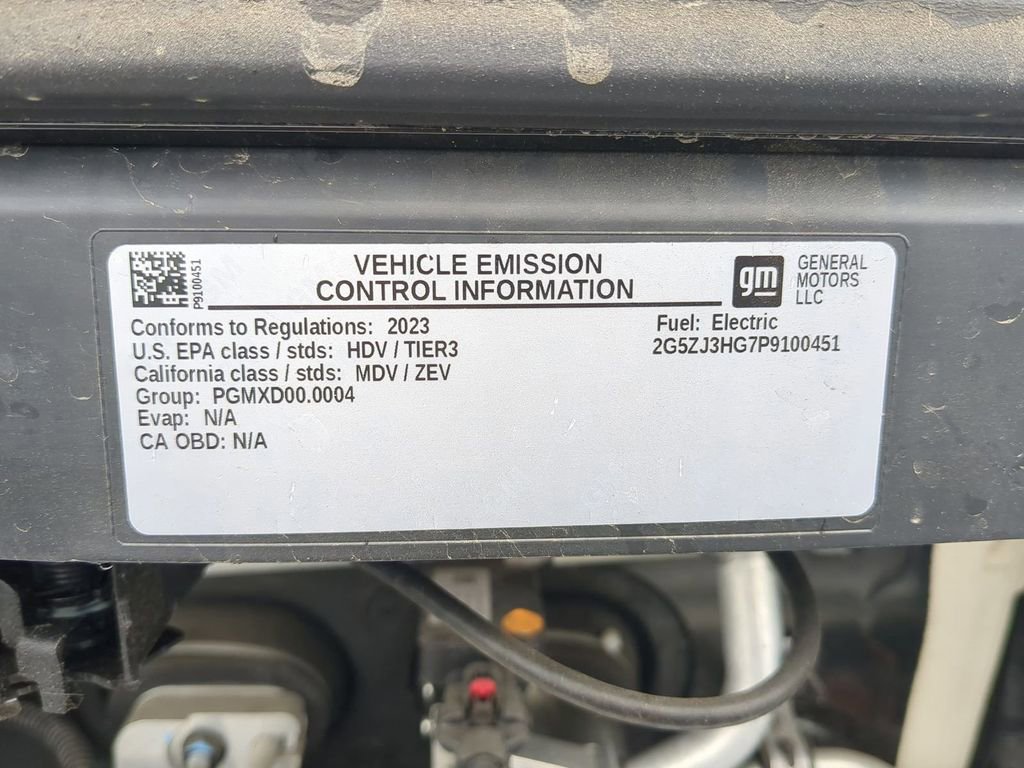 P9100451
VEHICLE EMISSION
CONTROL INFORMATION
gm
GENERAL
MOTORS
LLC
Conforms to Regulations: 2023
U.S. EPA class / stds: HDV / TIER3
California class / stds: MDV / ZEV
Group: PGMXD00.0004
Evap: N/A
CA OBD: N/A
Fuel: Electric
2G5ZJ3HG7P9100451